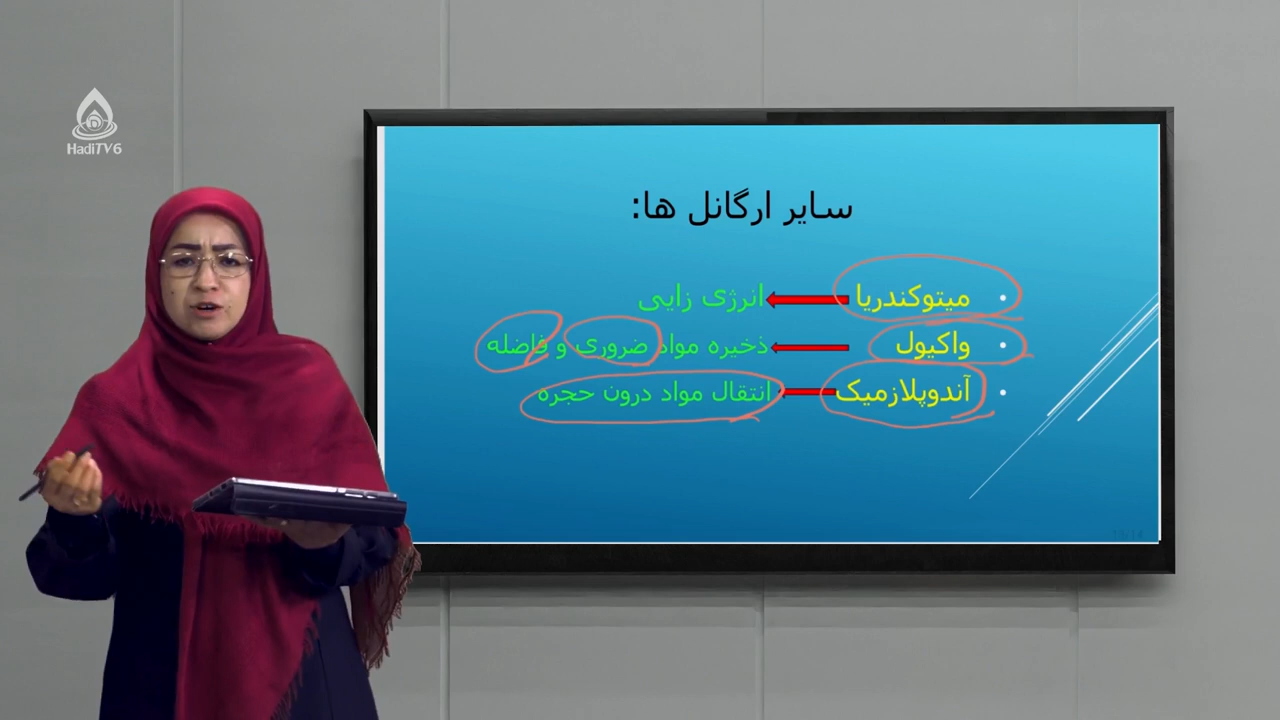 HadiTV6
سایر ارگانل ها:
• میتوکندریا انرژی زایی
• واکیول ذخیره مواد ضروری و فاضله
• آندوپلازمیک انتقال مواد درون حجره